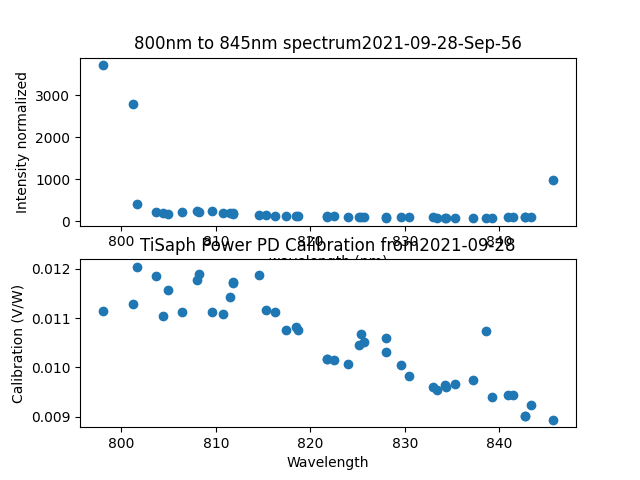 800nm to 845nm spectrum2021-09-28-Sep-56
Intensity normalized
3000
2000
1000
0
800 810 820 830 840
wavelength (nm)
TiSaph Power PD Calibration from2021-09-28
Calibration (V/W)
0.012
0.011
0.010
0.009
800 810 820 830 840
Wavelength